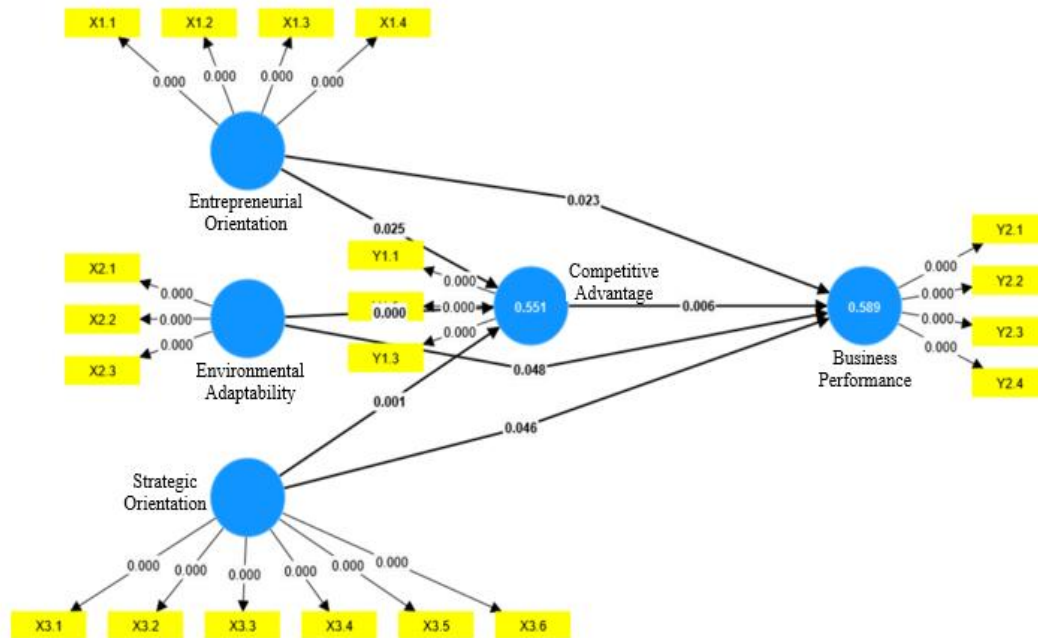 X1.1
X1.2
X1.3
X1.4
0.000
0.000
0.000
0.000
Entrepreneurial
Orientation
0.023
0.025
X2.1
X2.2
X2.3
0.000
0.000
0.000
Environmental
Adaptability
Y1.1
Y1.3
0.000
0.000
0.000
0.000
Competitive
Advantage
0.551
0.006
0.048
0.001
0.046
0.589
Business
Performance
Y2.1
Y2.2
Y2.3
Y2.4
0.000
0.000
0.000
0.000
Strategic
Orientation
0.000
0.000
0.000
0.000
0.000
0.000
X3.1
X3.2
X3.3
X3.4
X3.5
X3.6